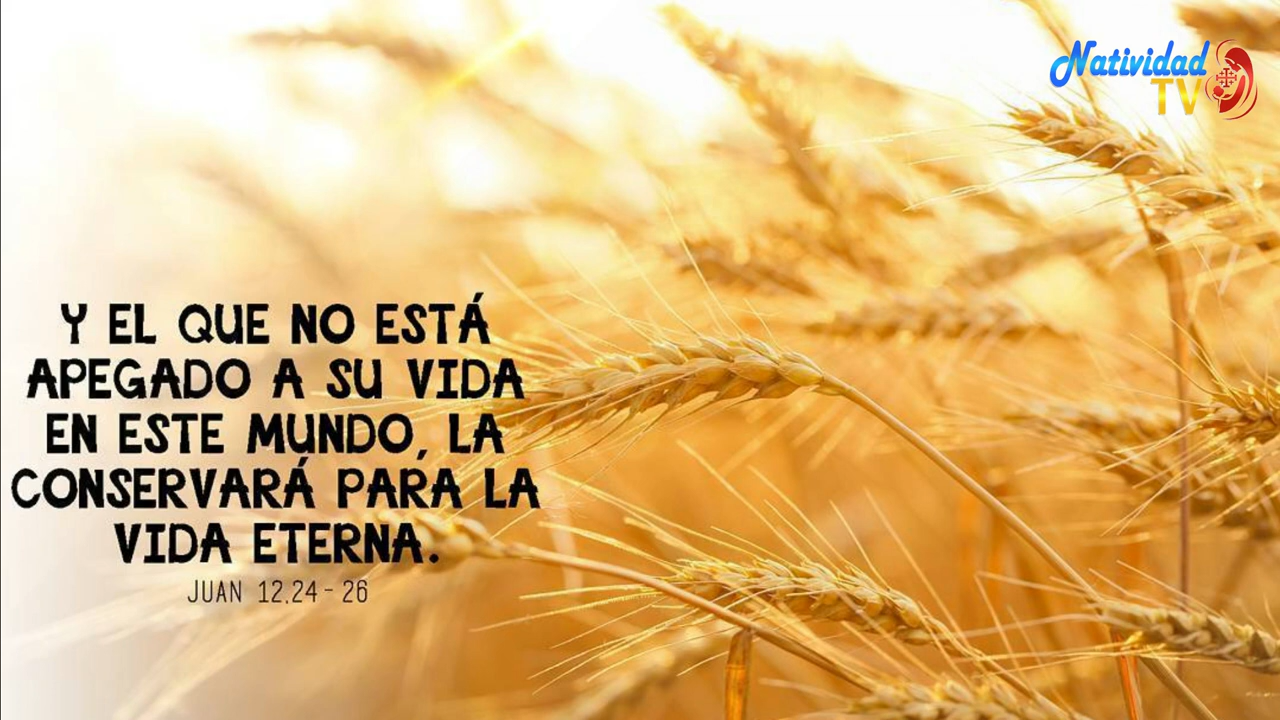 Natividad
TV
Y EL QUE NO ESTÁ
APEGADO A SU VIDA
EN ESTE MUNDO, LA
CONSERVARÁ PARA LA
VIDA ETERNA.
JUAN 12,24-26